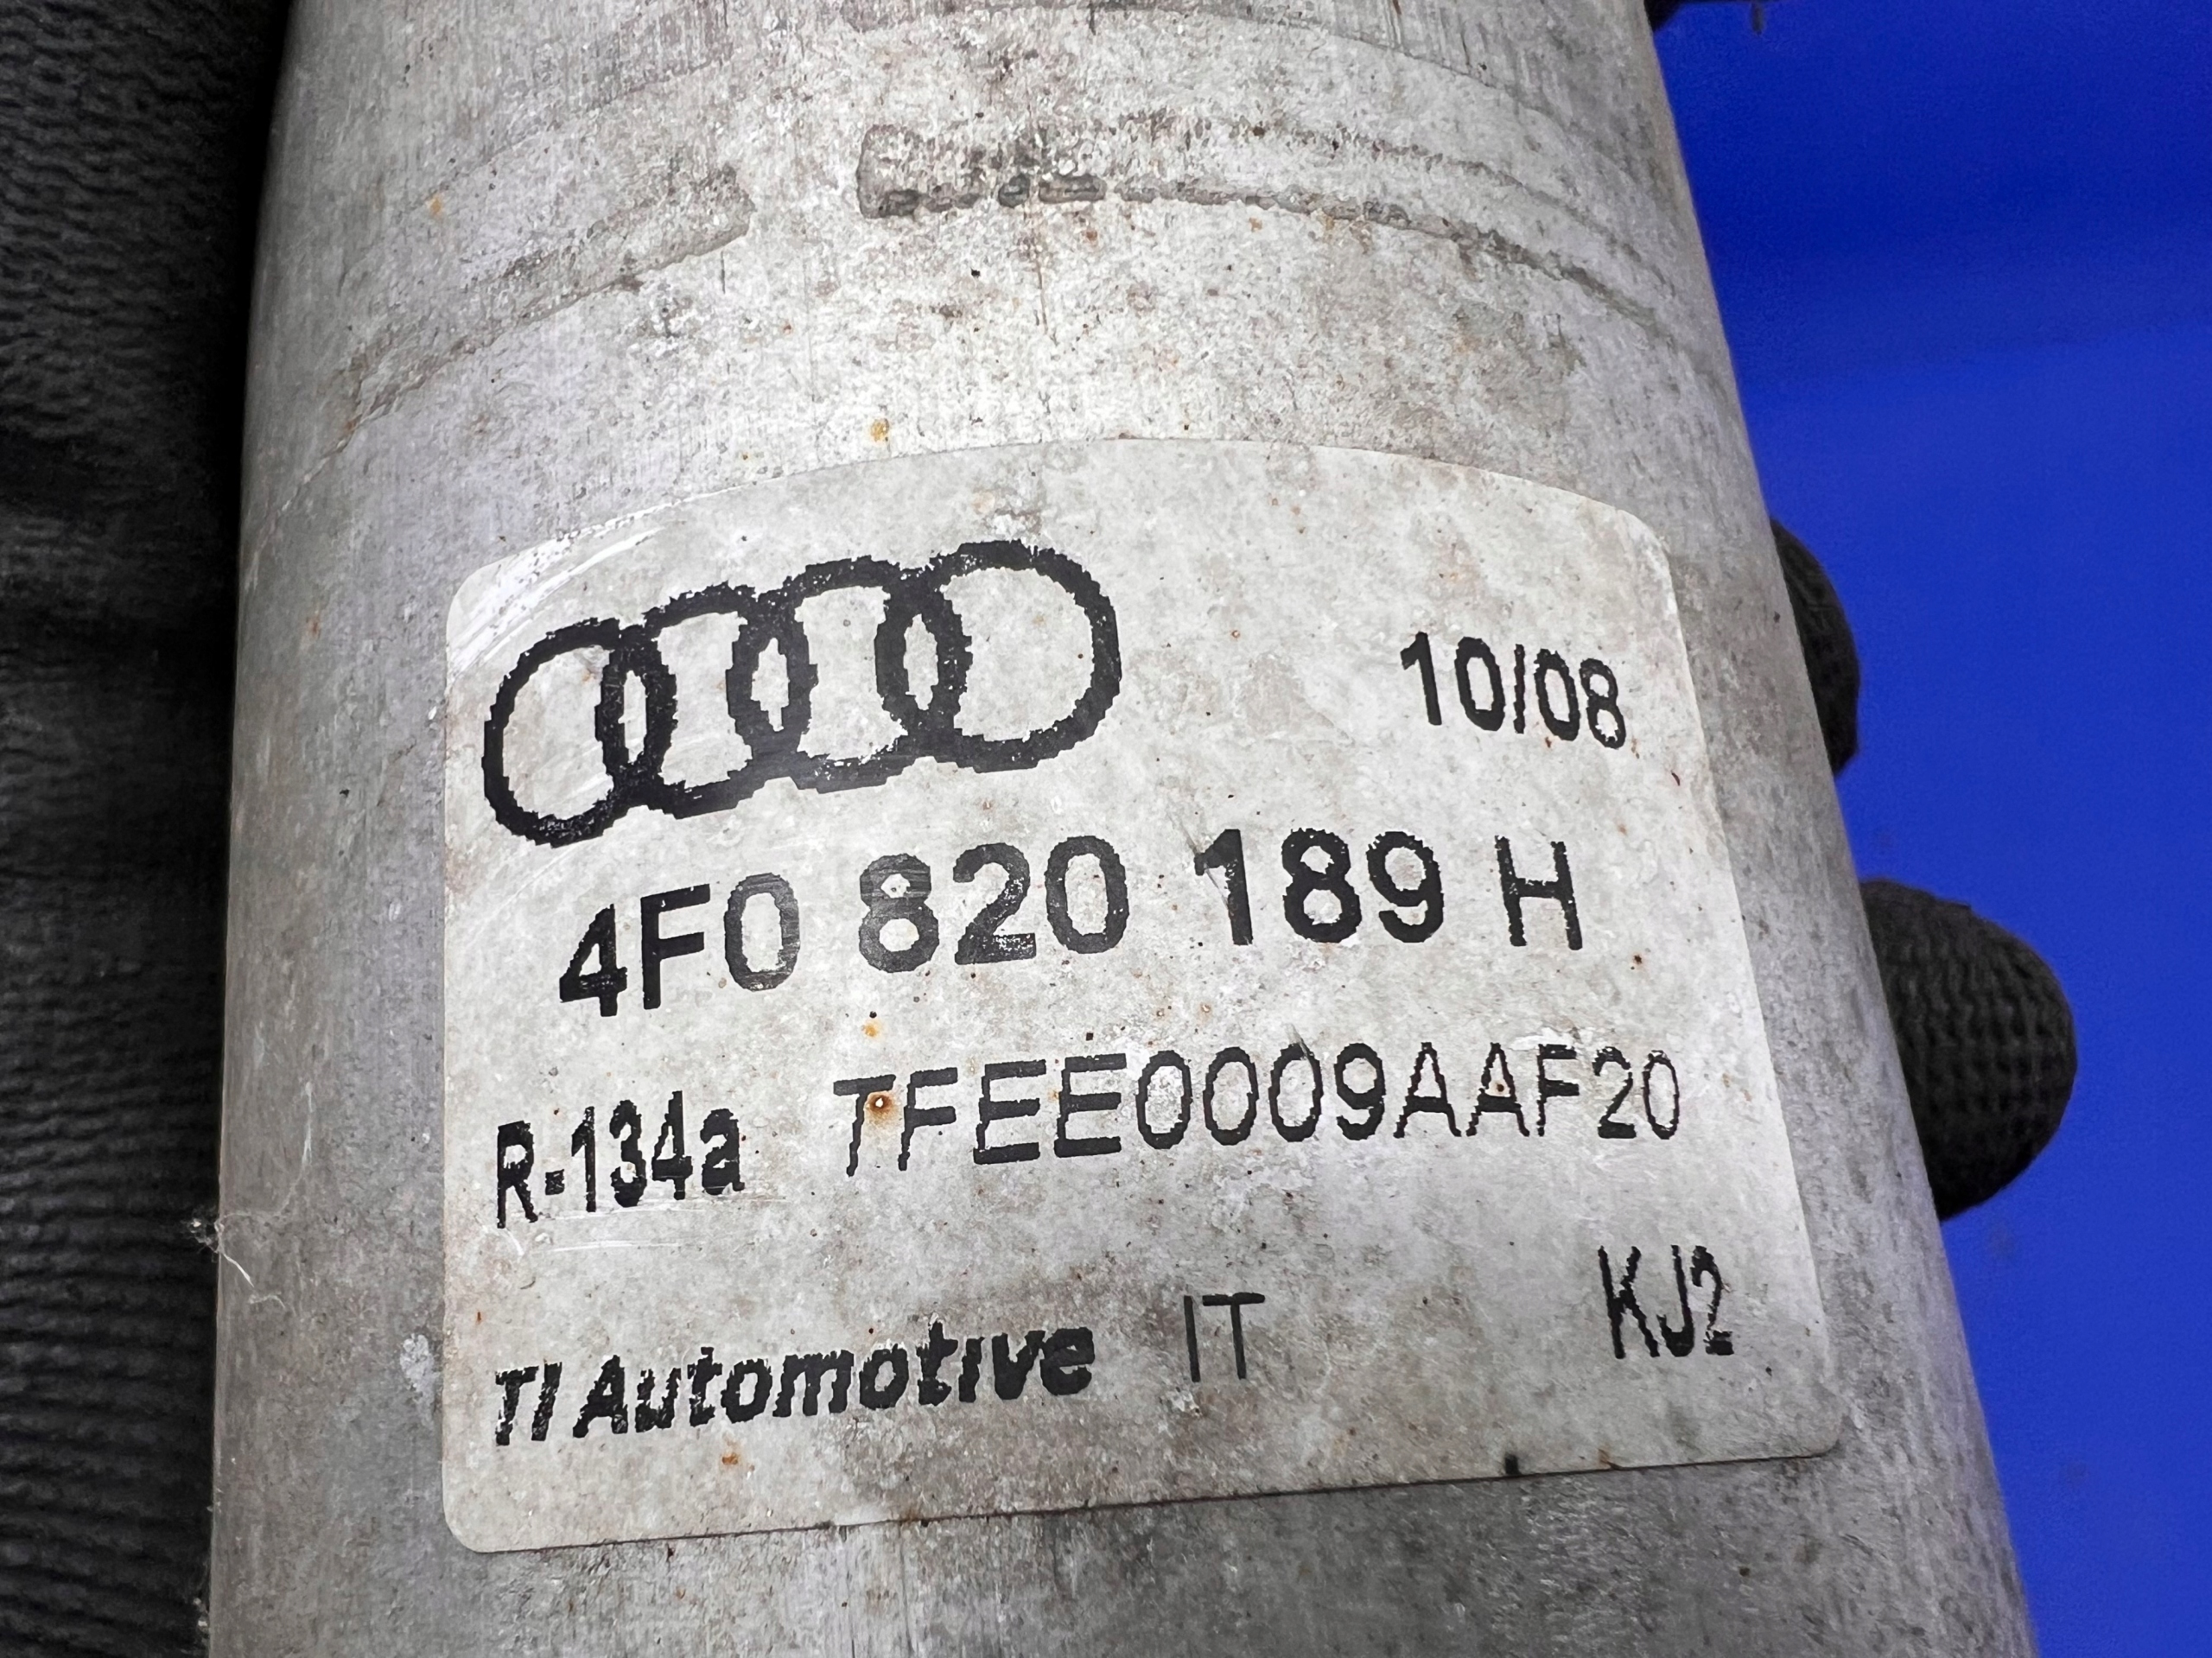 10/08
4F0 820 189 H
R-134a TFEE0009AAF20
TI Automotive IT KJ2